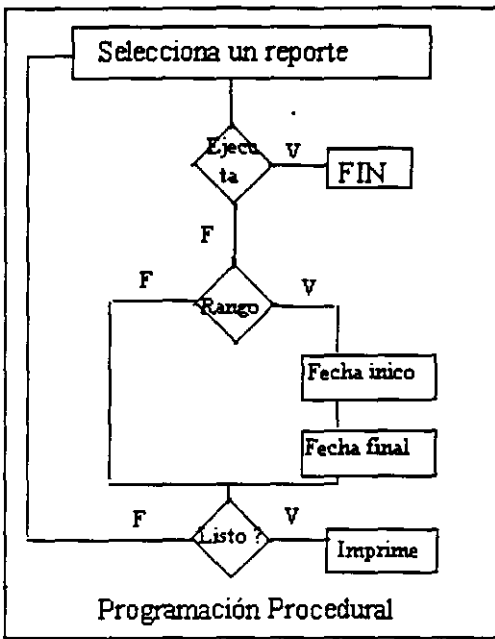 Selecciona un reporte
Ejecu
ta
V
FIN
F
F
Rango
V
Fecha inico
Fecha final
F
Listo ?
V
Imprime
Programación Procedural